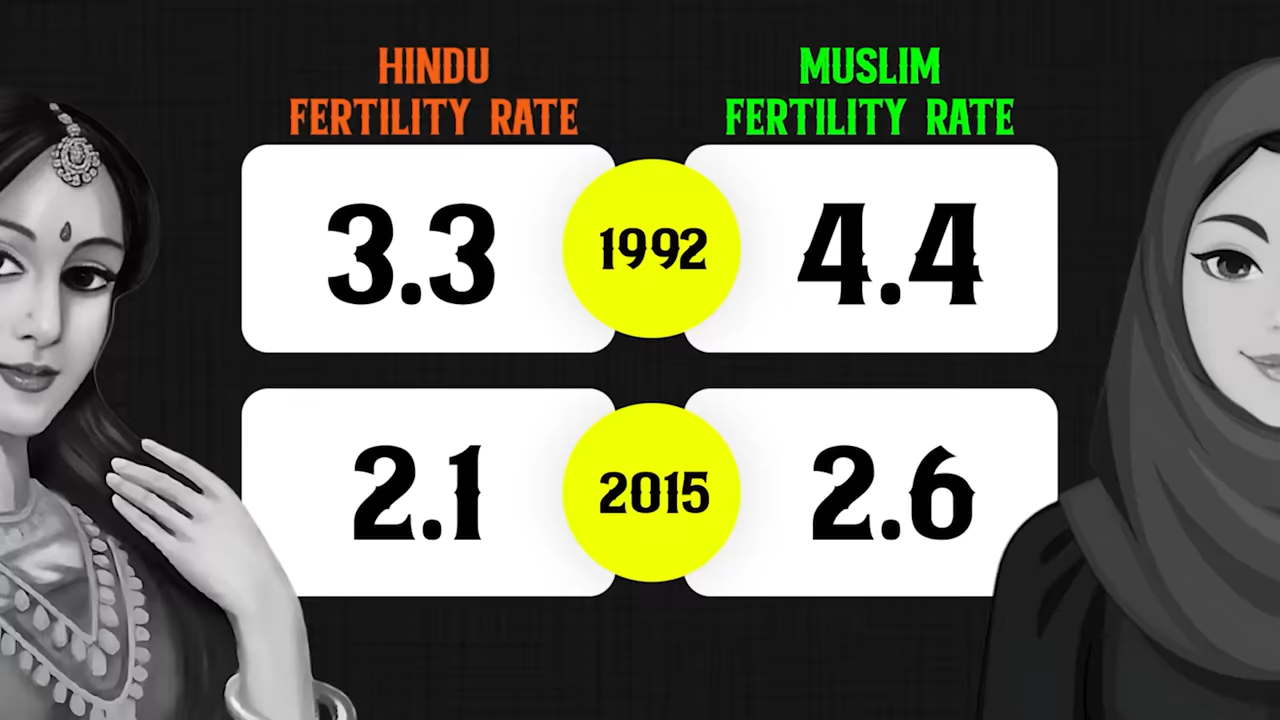 HINDU
FERTILITY RATE
MUSLIM
FERTILITY RATE
3.3
1992
4.4
2.1
2015
2.6